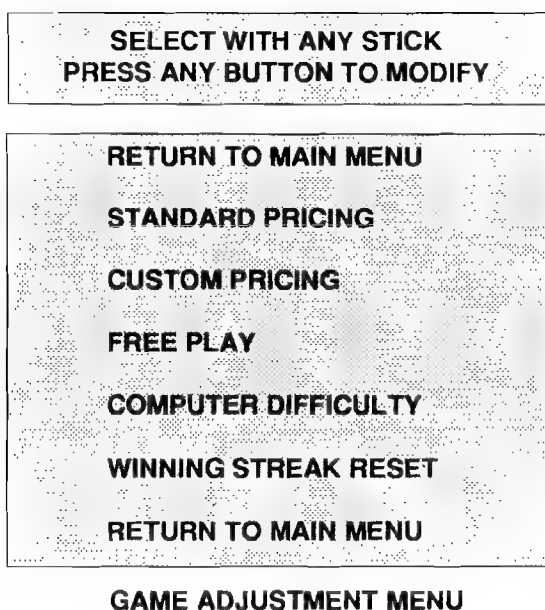 SELECT WITH ANY STICK
PRESS ANY BUTTON TO MODIFY
RETURN TO MAIN MENU
STANDARD PRICING
CUSTOM PRICING
FREE PLAY
COMPUTER DIFFICULTY
WINNING STREAK RESET
RETURN TO MAIN MENU
GAME ADJUSTMENT MENU